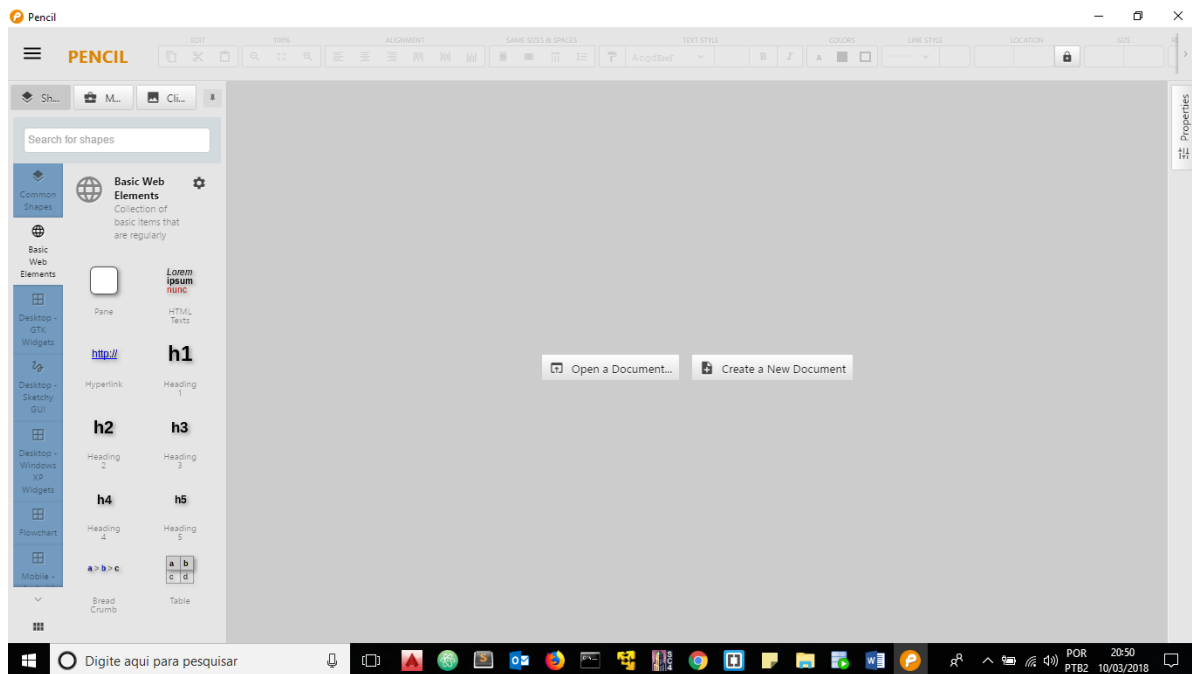 Pencil
PENCIL
EDIT
100%
ALIGNMENT
SAME SIZES & SPACES
TEXT STYLE
COLORS
LINE STYLE
LOCATION
SIZE
AcgdEeef
B I
A
Sh...
M...
Cli...
Properties
Search for shapes
Common
Shapes
Basic
Web
Elements
Desktop -
GTK
Widgets
Desktop -
Sketchy
GUI
Desktop -
Windows
XP
Widgets
Flowchart
Mobile -
Basic Web
Elements
Collection of
basic items that
are regularly
Lorem
ipsum
nunc
Pane
HTML
Texts
http://
h1
Hyperlink
Heading
1
h2
h3
Heading
2
Heading
3
h4
h5
Heading
4
Heading
5
a > b > c
a b
c d
Bread
Crumb
Table
Open a Document...
Create a New Document
Digite aqui para pesquisar
POR
PTB2
20:50
10/03/2018